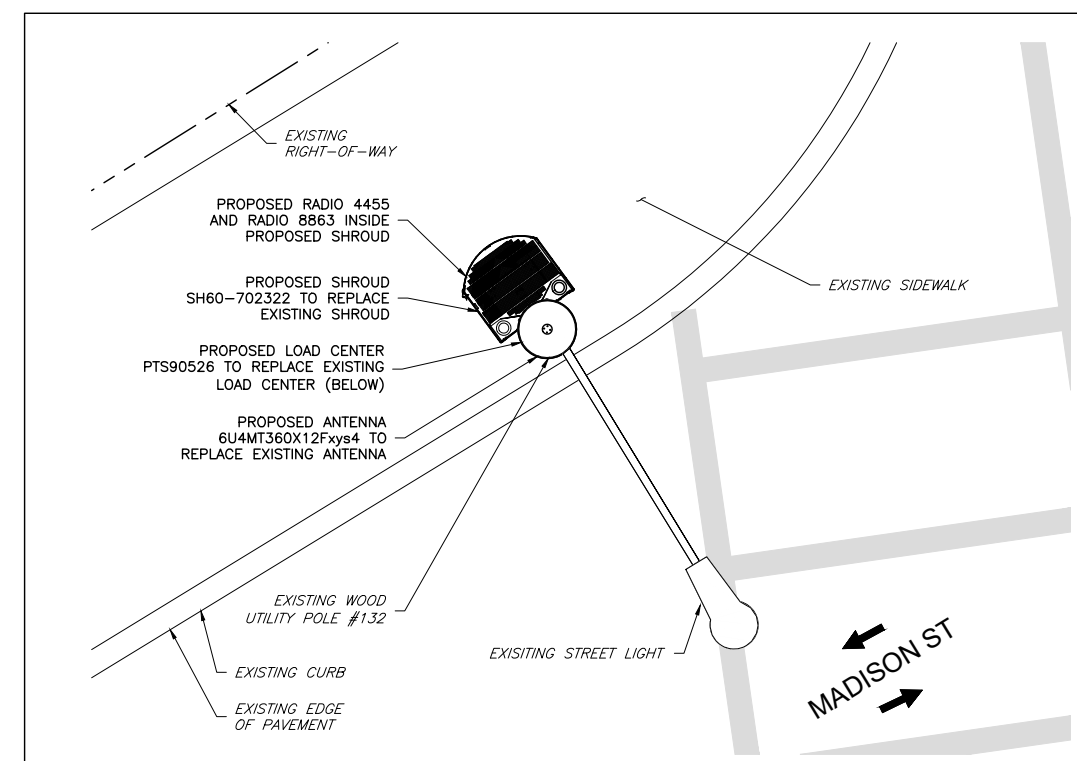 EXISTING
RIGHT-OF-WAY
PROPOSED RADIO 4455
AND RADIO 8863 INSIDE
PROPOSED SHROUD
PROPOSED SHROUD
SH60-702322 TO REPLACE
EXISTING SHROUD
EXISTING SIDEWALK
PROPOSED LOAD CENTER
PTS90526 TO REPLACE EXISTING
LOAD CENTER (BELOW)
PROPOSED ANTENNA
6U4MT360X12Fxys4 TO
REPLACE EXISTING ANTENNA
EXISTING WOOD
UTILITY POLE #132
EXISITING STREET LIGHT
MADISON ST
EXISTING CURB
EXISTING EDGE
OF PAVEMENT